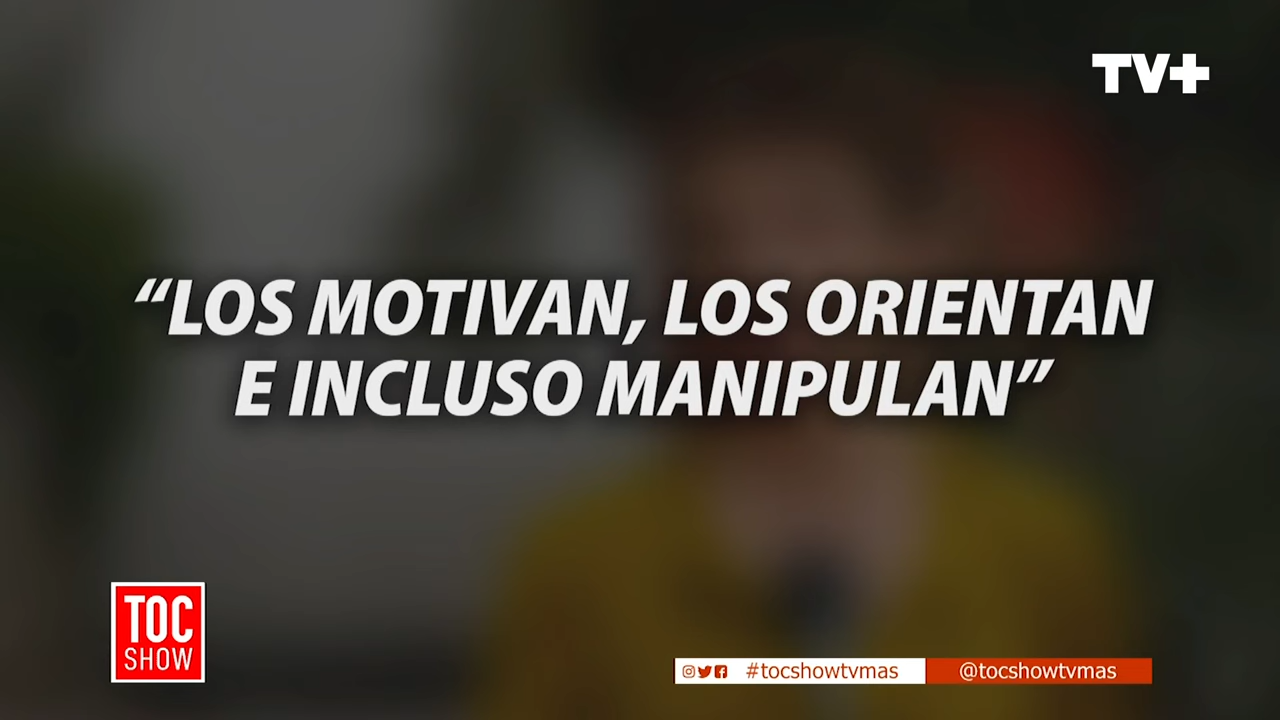 TV+
“LOS MOTIVAN, LOS ORIENTAN
E INCLUSO MANIPULAN”
TOC
SHOW
#tocshowtvmas
@tocshowtvmas